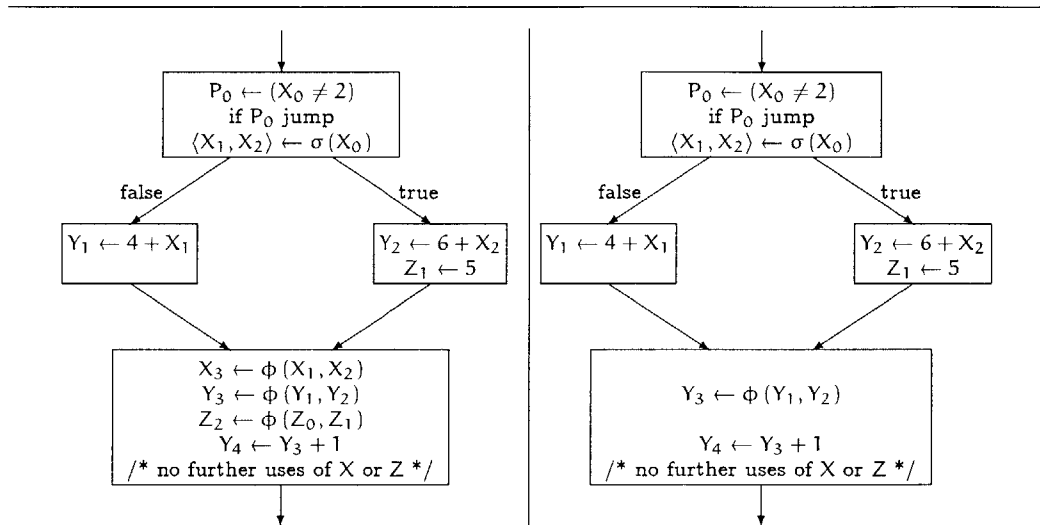 P₀ ← (X₀ ≠ 2)
if P₀ jump
⟨X₁, X₂⟩ ← σ (X₀)
false
true
Y₁ ← 4 + X₁
Y₂ ← 6 + X₂
Z₁ ← 5
X₃ ← φ (X₁, X₂)
Y₃ ← φ (Y₁, Y₂)
Z₂ ← φ (Z₀, Z₁)
Y₄ ← Y₃ + 1
/* no further uses of X or Z */
P₀ ← (X₀ ≠ 2)
if P₀ jump
⟨X₁, X₂⟩ ← σ (X₀)
false
true
Y₁ ← 4 + X₁
Y₂ ← 6 + X₂
Z₁ ← 5
Y₃ ← φ (Y₁, Y₂)
Y₄ ← Y₃ + 1
/* no further uses of X or Z */